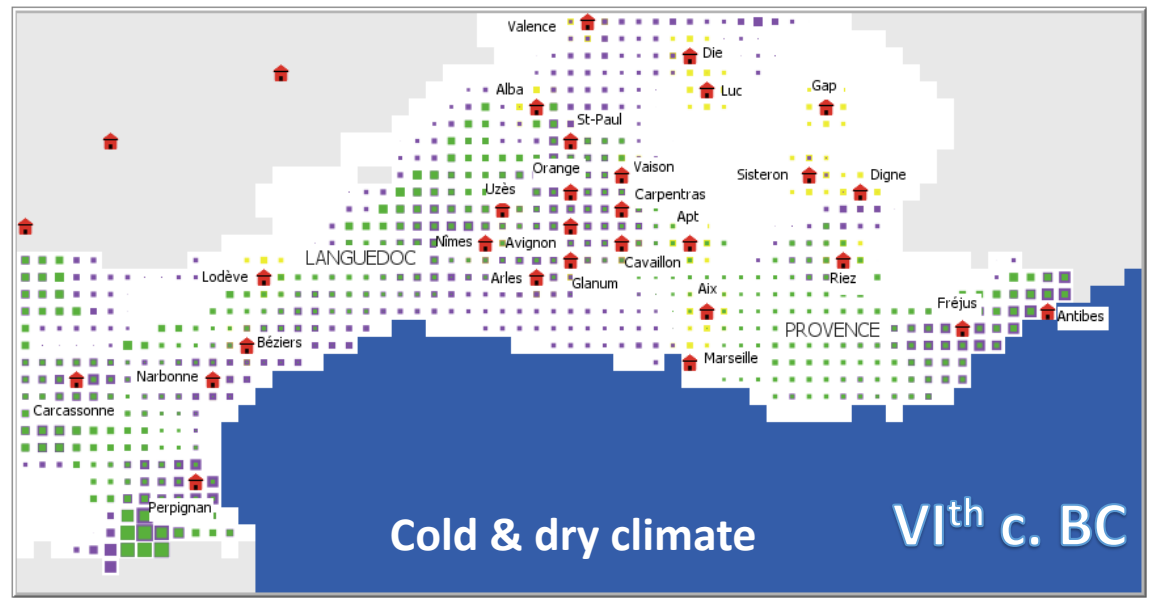 Valence
Die
Alba
Luc
Gap
St-Paul
Orange
Vaison
Sisteron
Digne
Uzès
Carpentras
Apt
Nîmes
Avignon
LANGUEDOC
Cavaillon
Lodève
Arles
Glanum
Riez
Aix
Fréjus
Antibes
PROVENCE
Béziers
Marseille
Narbonne
Carcassonne
Perpignan
Cold & dry climate
VIth c. BC